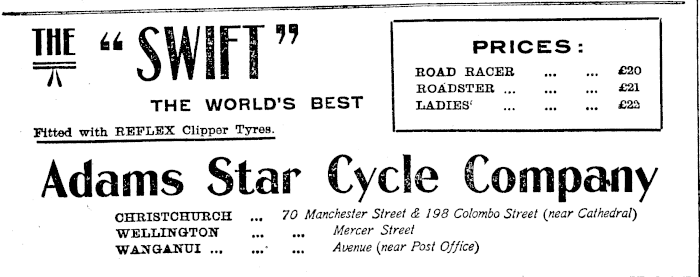 THE "SWIFT"
THE WORLD'S BEST
Fitted with REFLEX Clipper Tyres.
PRICES:
ROAD RACER ... ... £20
ROADSTER ... ... ... £21
LADIES' ... ... £22
Adams Star Cycle Company
CHRISTCHURCH ... 70 Manchester Street & 198 Colombo Street (near Cathedral)
WELLINGTON ... ... Mercer Street
WANGANUI ... ... ... Avenue (near Post Office)